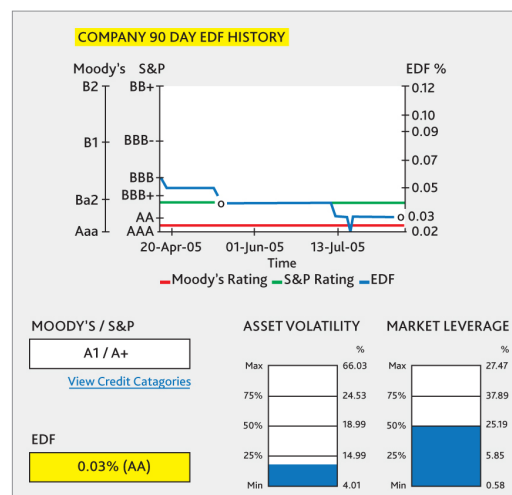 COMPANY 90 DAY EDF HISTORY
Moody's S&P EDF %
B2 BB+ 0.12
0.10
B1 BBB- 0.09
0.07
BBB 0.05
Ba2 BBB+
AA 0.03
Aaa AAA 0.02
20-Apr-05 01-Jun-05 13-Jul-05
Time
Moody's Rating S&P Rating EDF
MOODY'S / S&P
A1 / A+
View Credit Catagories
EDF
0.03% (AA)
ASSET VOLATILITY
%
Max 66.03
75% 24.53
50% 18.99
25% 14.99
Min 4.01
MARKET LEVERAGE
%
Max 27.47
75% 37.89
50% 25.19
25% 5.85
Min 0.58